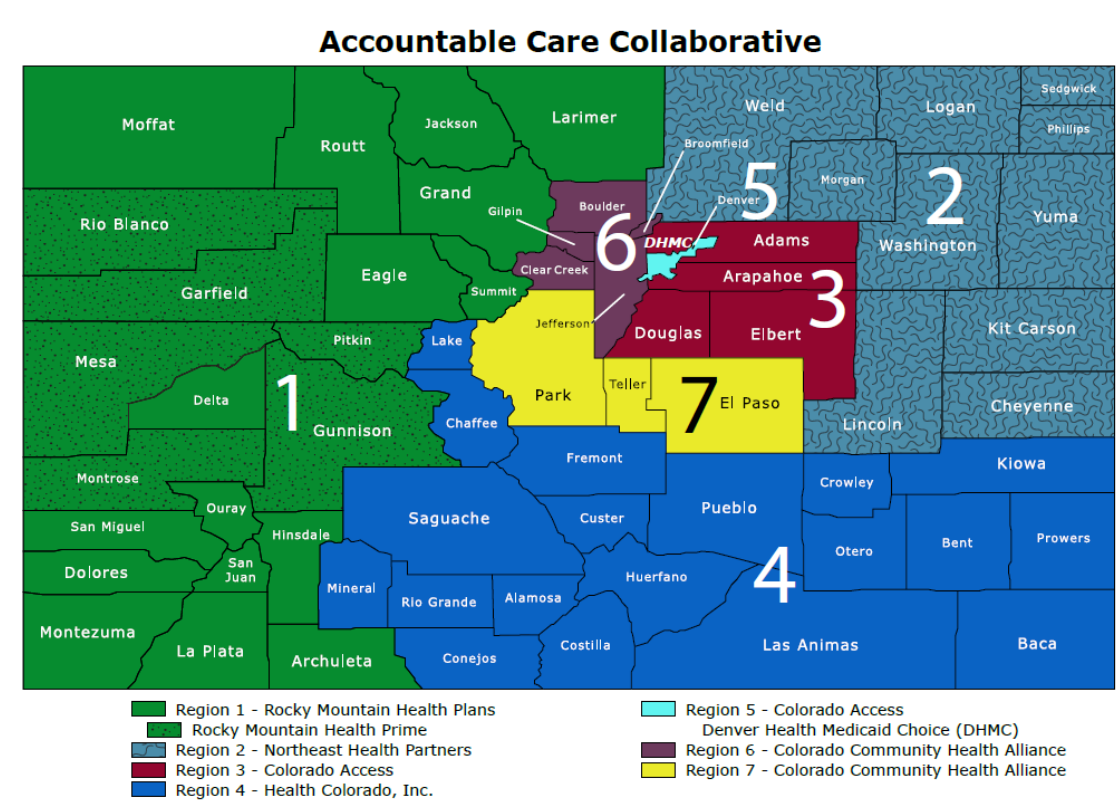 Accountable Care Collaborative
Moffat
Routt
Jackson
Larimer
Weld
Logan
Sedgwick
Phillips
Broomfield
Morgan
Rio Blanco
Grand
Gilpin
Boulder
5
Denver
2
Yuma
6
DHMC
Adams
Washington
Eagle
Clear Creek
Arapahoe
Garfield
Summit
3
Jefferson
Douglas
Elbert
Kit Carson
Mesa
Pitkin
Lake
Delta
1
Park
Teller
7
El Paso
Cheyenne
Gunnison
Chaffee
Lincoln
Montrose
Fremont
Kiowa
Crowley
Ouray
San Miguel
Saguache
Custer
Pueblo
Hinsdale
Otero
Bent
Prowers
Dolores
San
Juan
Mineral
Rio Grande
Alamosa
Huerfano
4
Montezuma
La Plata
Archuleta
Conejos
Costilla
Las Animas
Baca
Region 1 - Rocky Mountain Health Plans
Rocky Mountain Health Prime
Region 2 - Northeast Health Partners
Region 3 - Colorado Access
Region 4 - Health Colorado, Inc.
Region 5 - Colorado Access
Denver Health Medicaid Choice (DHMC)
Region 6 - Colorado Community Health Alliance
Region 7 - Colorado Community Health Alliance